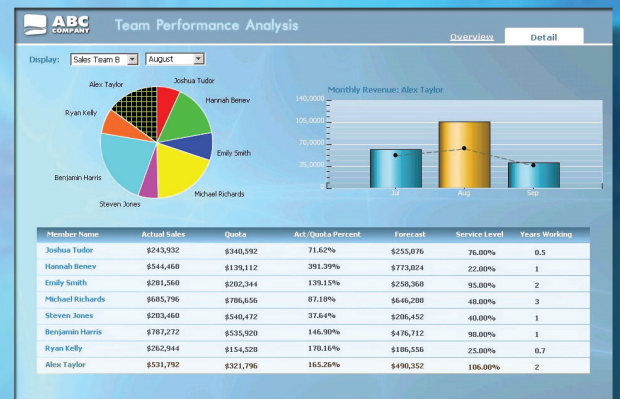 ABC
COMPANY
Team Performance Analysis
Overview
Detail
Display: Sales Team B August
Alex Taylor
Joshua Tudor
Ryan Kelly
Hannah Benev
Emily Smith
Benjamin Harris
Michael Richards
Steven Jones
Monthly Revenue: Alex Taylor
140,0000
105,0000
70,0000
35,0000
0
Jul Aug Sep
Member Name Actual Sales Quota Act/Quota Percent Forecast Service Level Years Working
Joshua Tudor $243,932 $340,592 71.62% $255,076 76.00% 0.5
Hannah Benev $544,468 $139,112 391.39% $773,024 22.00% 1
Emily Smith $281,560 $202,344 139.15% $258,368 95.00% 2
Michael Richards $685,796 $786,656 87.18% $646,288 48.00% 3
Steven Jones $203,460 $540,472 37.64% $206,452 40.00% 1
Benjamin Harris $787,272 $535,920 146.90% $476,712 98.00% 1
Ryan Kelly $262,944 $154,528 170.16% $186,556 25.00% 0.7
Alex Taylor $531,792 $321,796 165.26% $490,352 106.00% 2